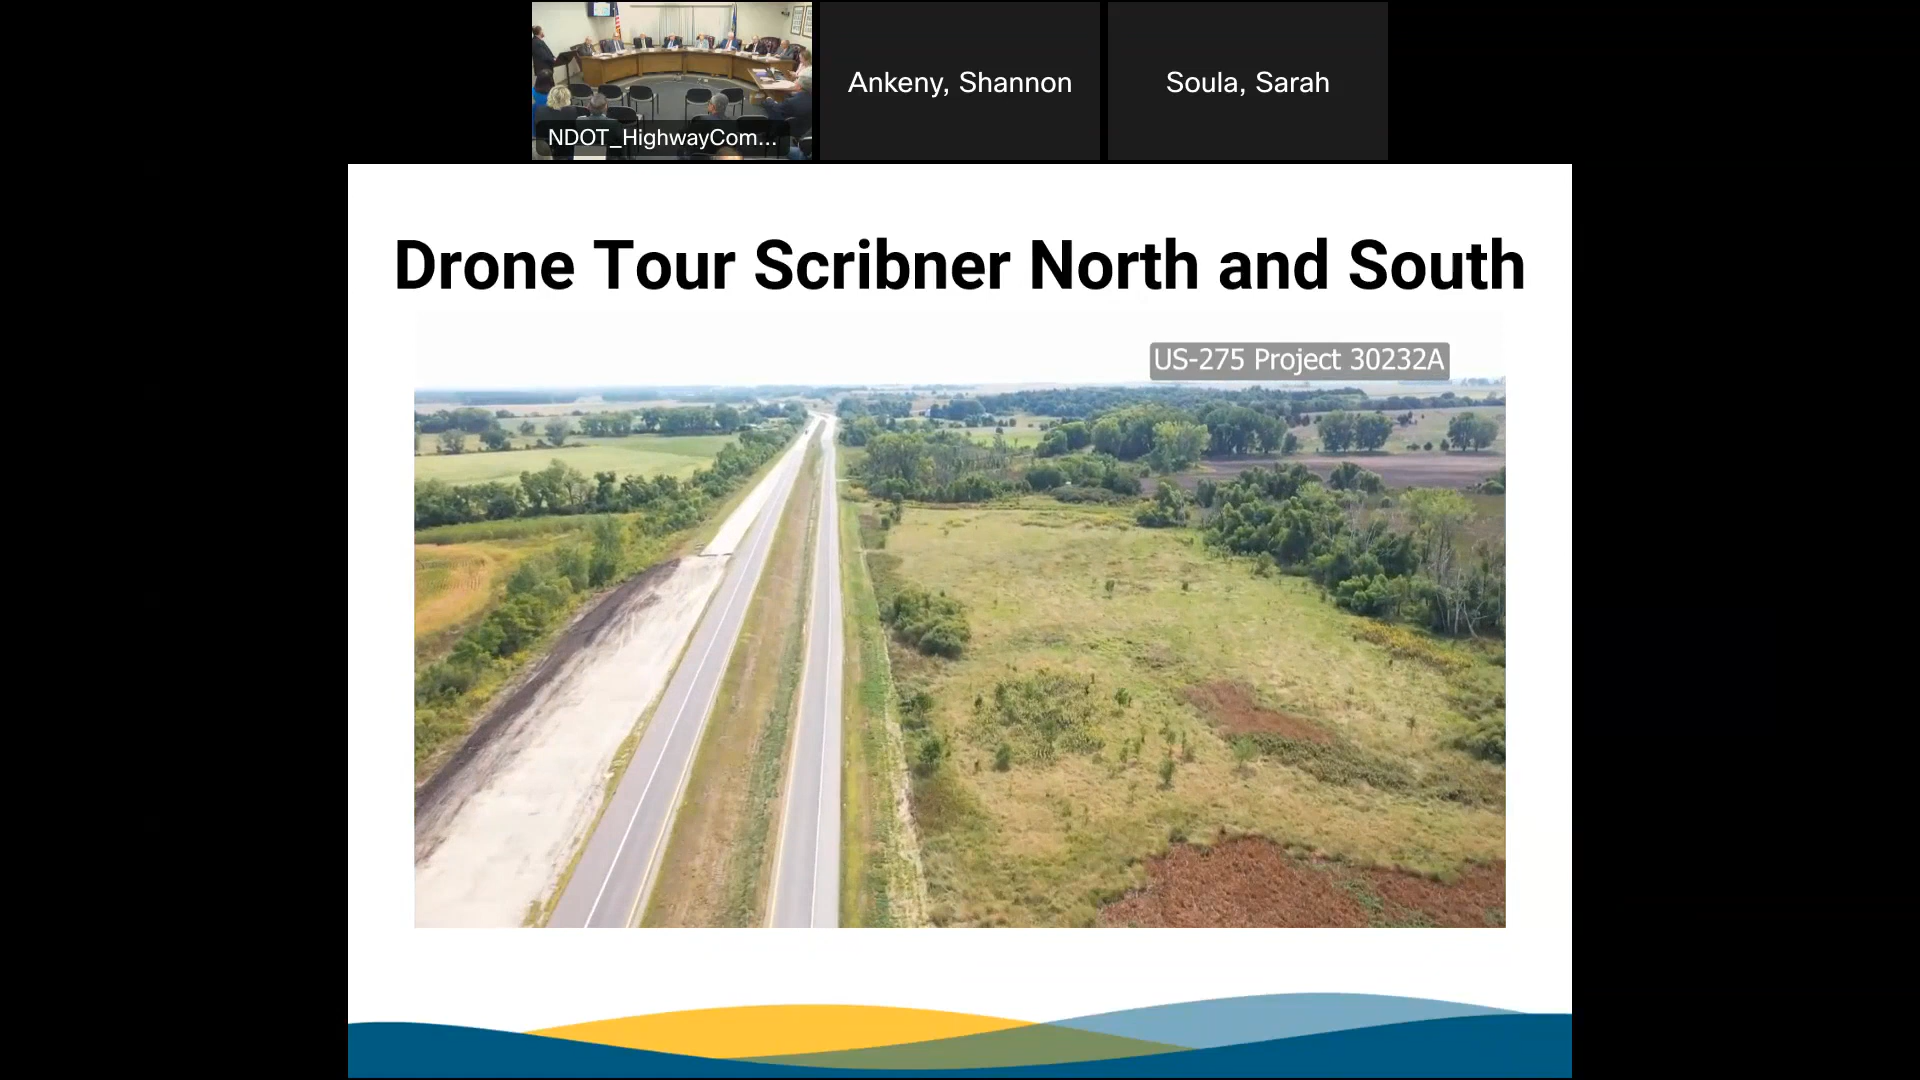 NDOT_HighwayCom...
Ankeny, Shannon
Soula, Sarah
Drone Tour Scribner North and South
US-275 Project 30232A